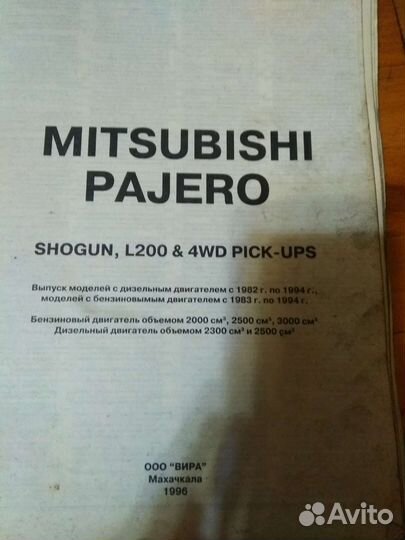 MITSUBISHI
PAJERO
SHOGUN, L200 & 4WD PICK-UPS
Выпуск моделей с дизельным двигателем с 1982 г. по 1994 г.,
моделей с бензиновымым двигателем с 1983 г. по 1994 г.
Бензиновый двигатель объемом 2000 см³, 2500 см³, 3000 см³
Дизельный двигатель объемом 2300 см³ и 2500 см³
ООО "ВИРА"
Махачкала
1996
Avito